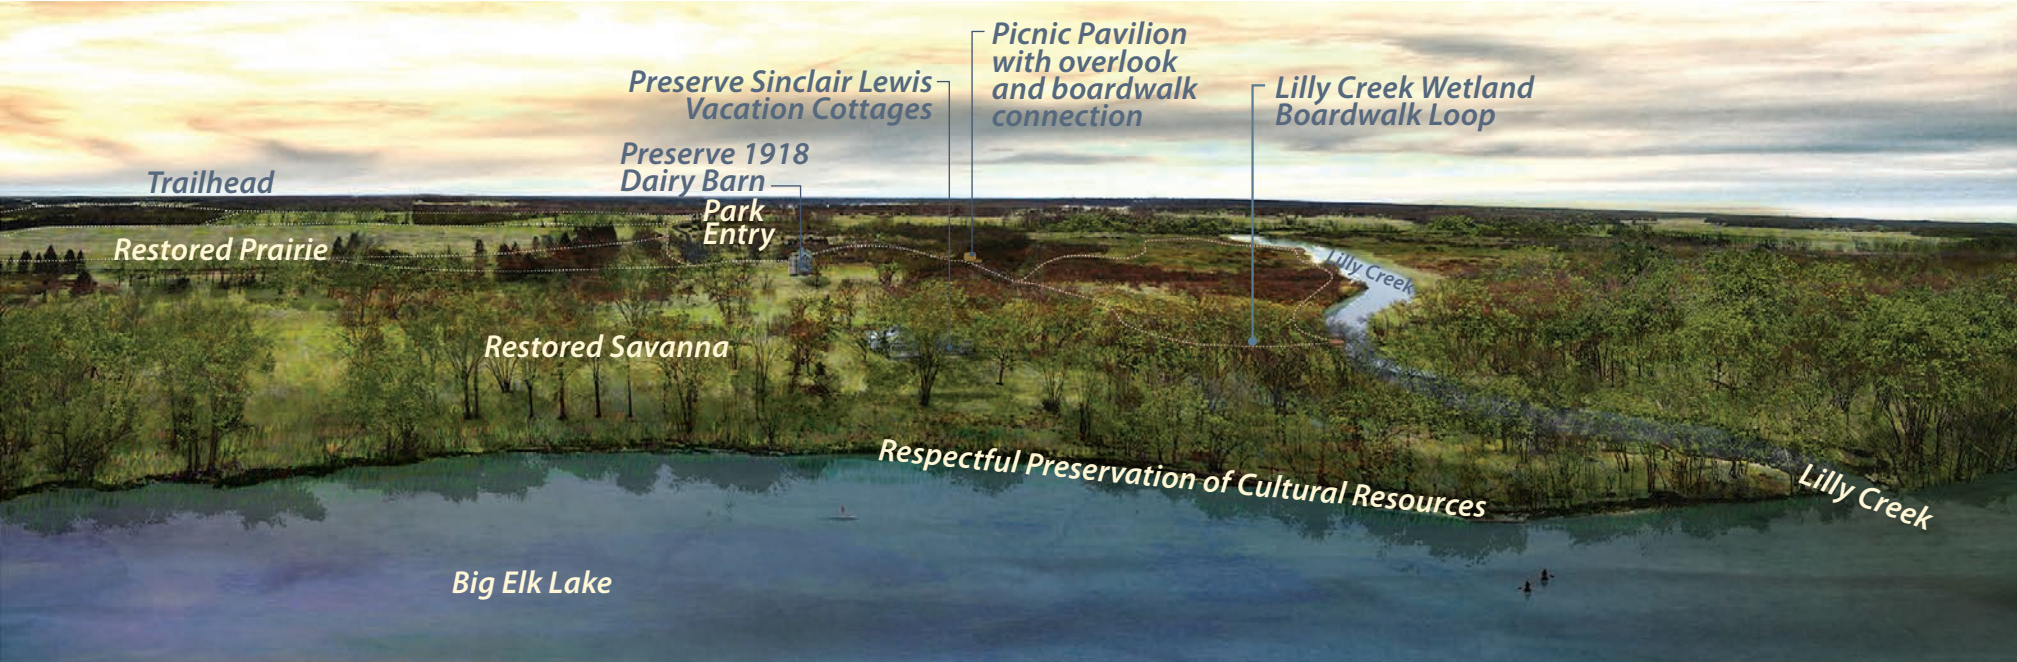 Picnic Pavilion
with overlook
and boardwalk
connection
Preserve Sinclair Lewis
Vacation Cottages
Lilly Creek Wetland
Boardwalk Loop
Preserve 1918
Dairy Barn
Trailhead
Park
Entry
Restored Prairie
Lilly Creek
Restored Savanna
Respectful Preservation of Cultural Resources
Lilly Creek
Big Elk Lake